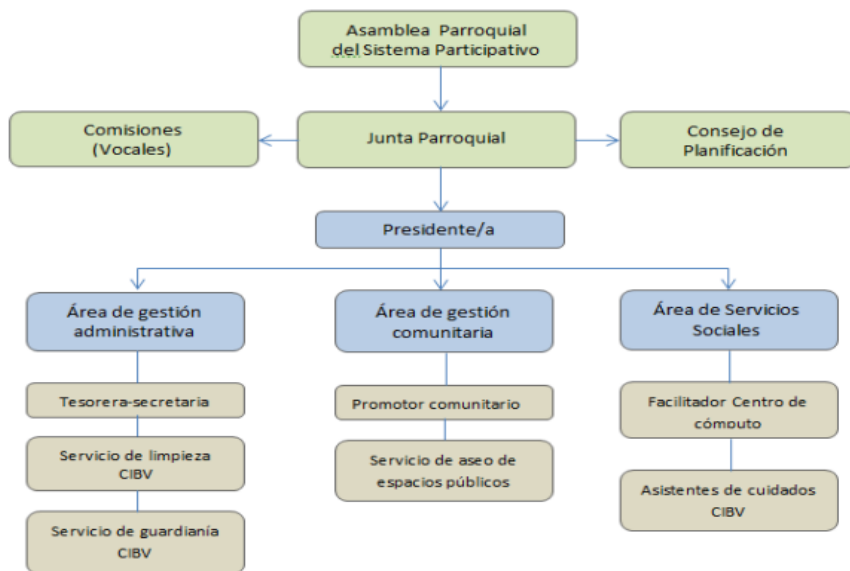 Asamblea Parroquial
del Sistema Participativo
Comisiones
(Vocales)
Junta Parroquial
Consejo de
Planificación
Presidente/a
Área de gestión
administrativa
Área de gestión
comunitaria
Área de Servicios
Sociales
Tesorera-secretaria
Servicio de limpieza
CIBV
Servicio de guardianía
CIBV
Promotor comunitario
Servicio de aseo de
espacios públicos
Facilitador Centro de
cómputo
Asistentes de cuidados
CIBV